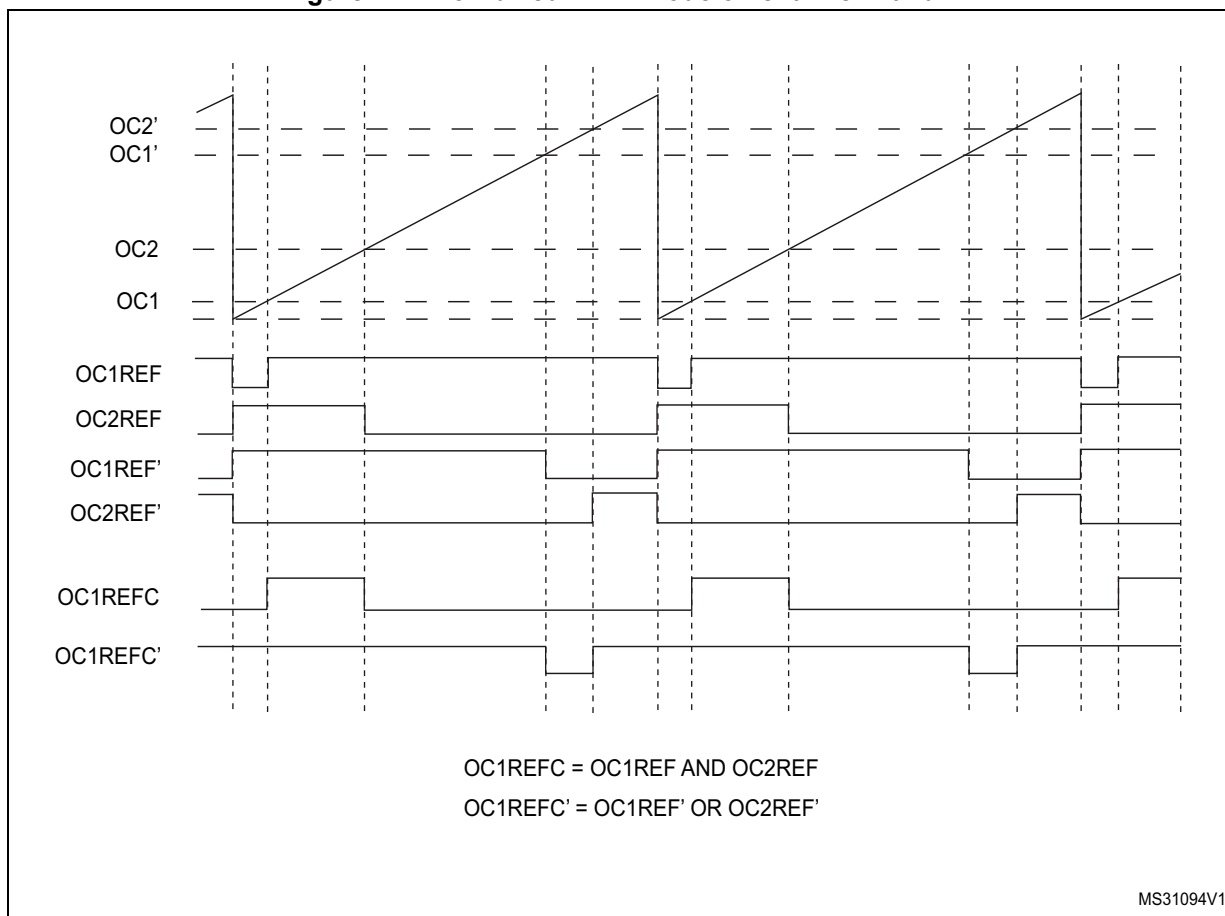 OC2’
OC1’
OC2
OC1
OC1REF
OC2REF
OC1REF’
OC2REF’
OC1REFC
OC1REFC’
OC1REFC = OC1REF AND OC2REF
OC1REFC’ = OC1REF’ OR OC2REF’
MS31094V1